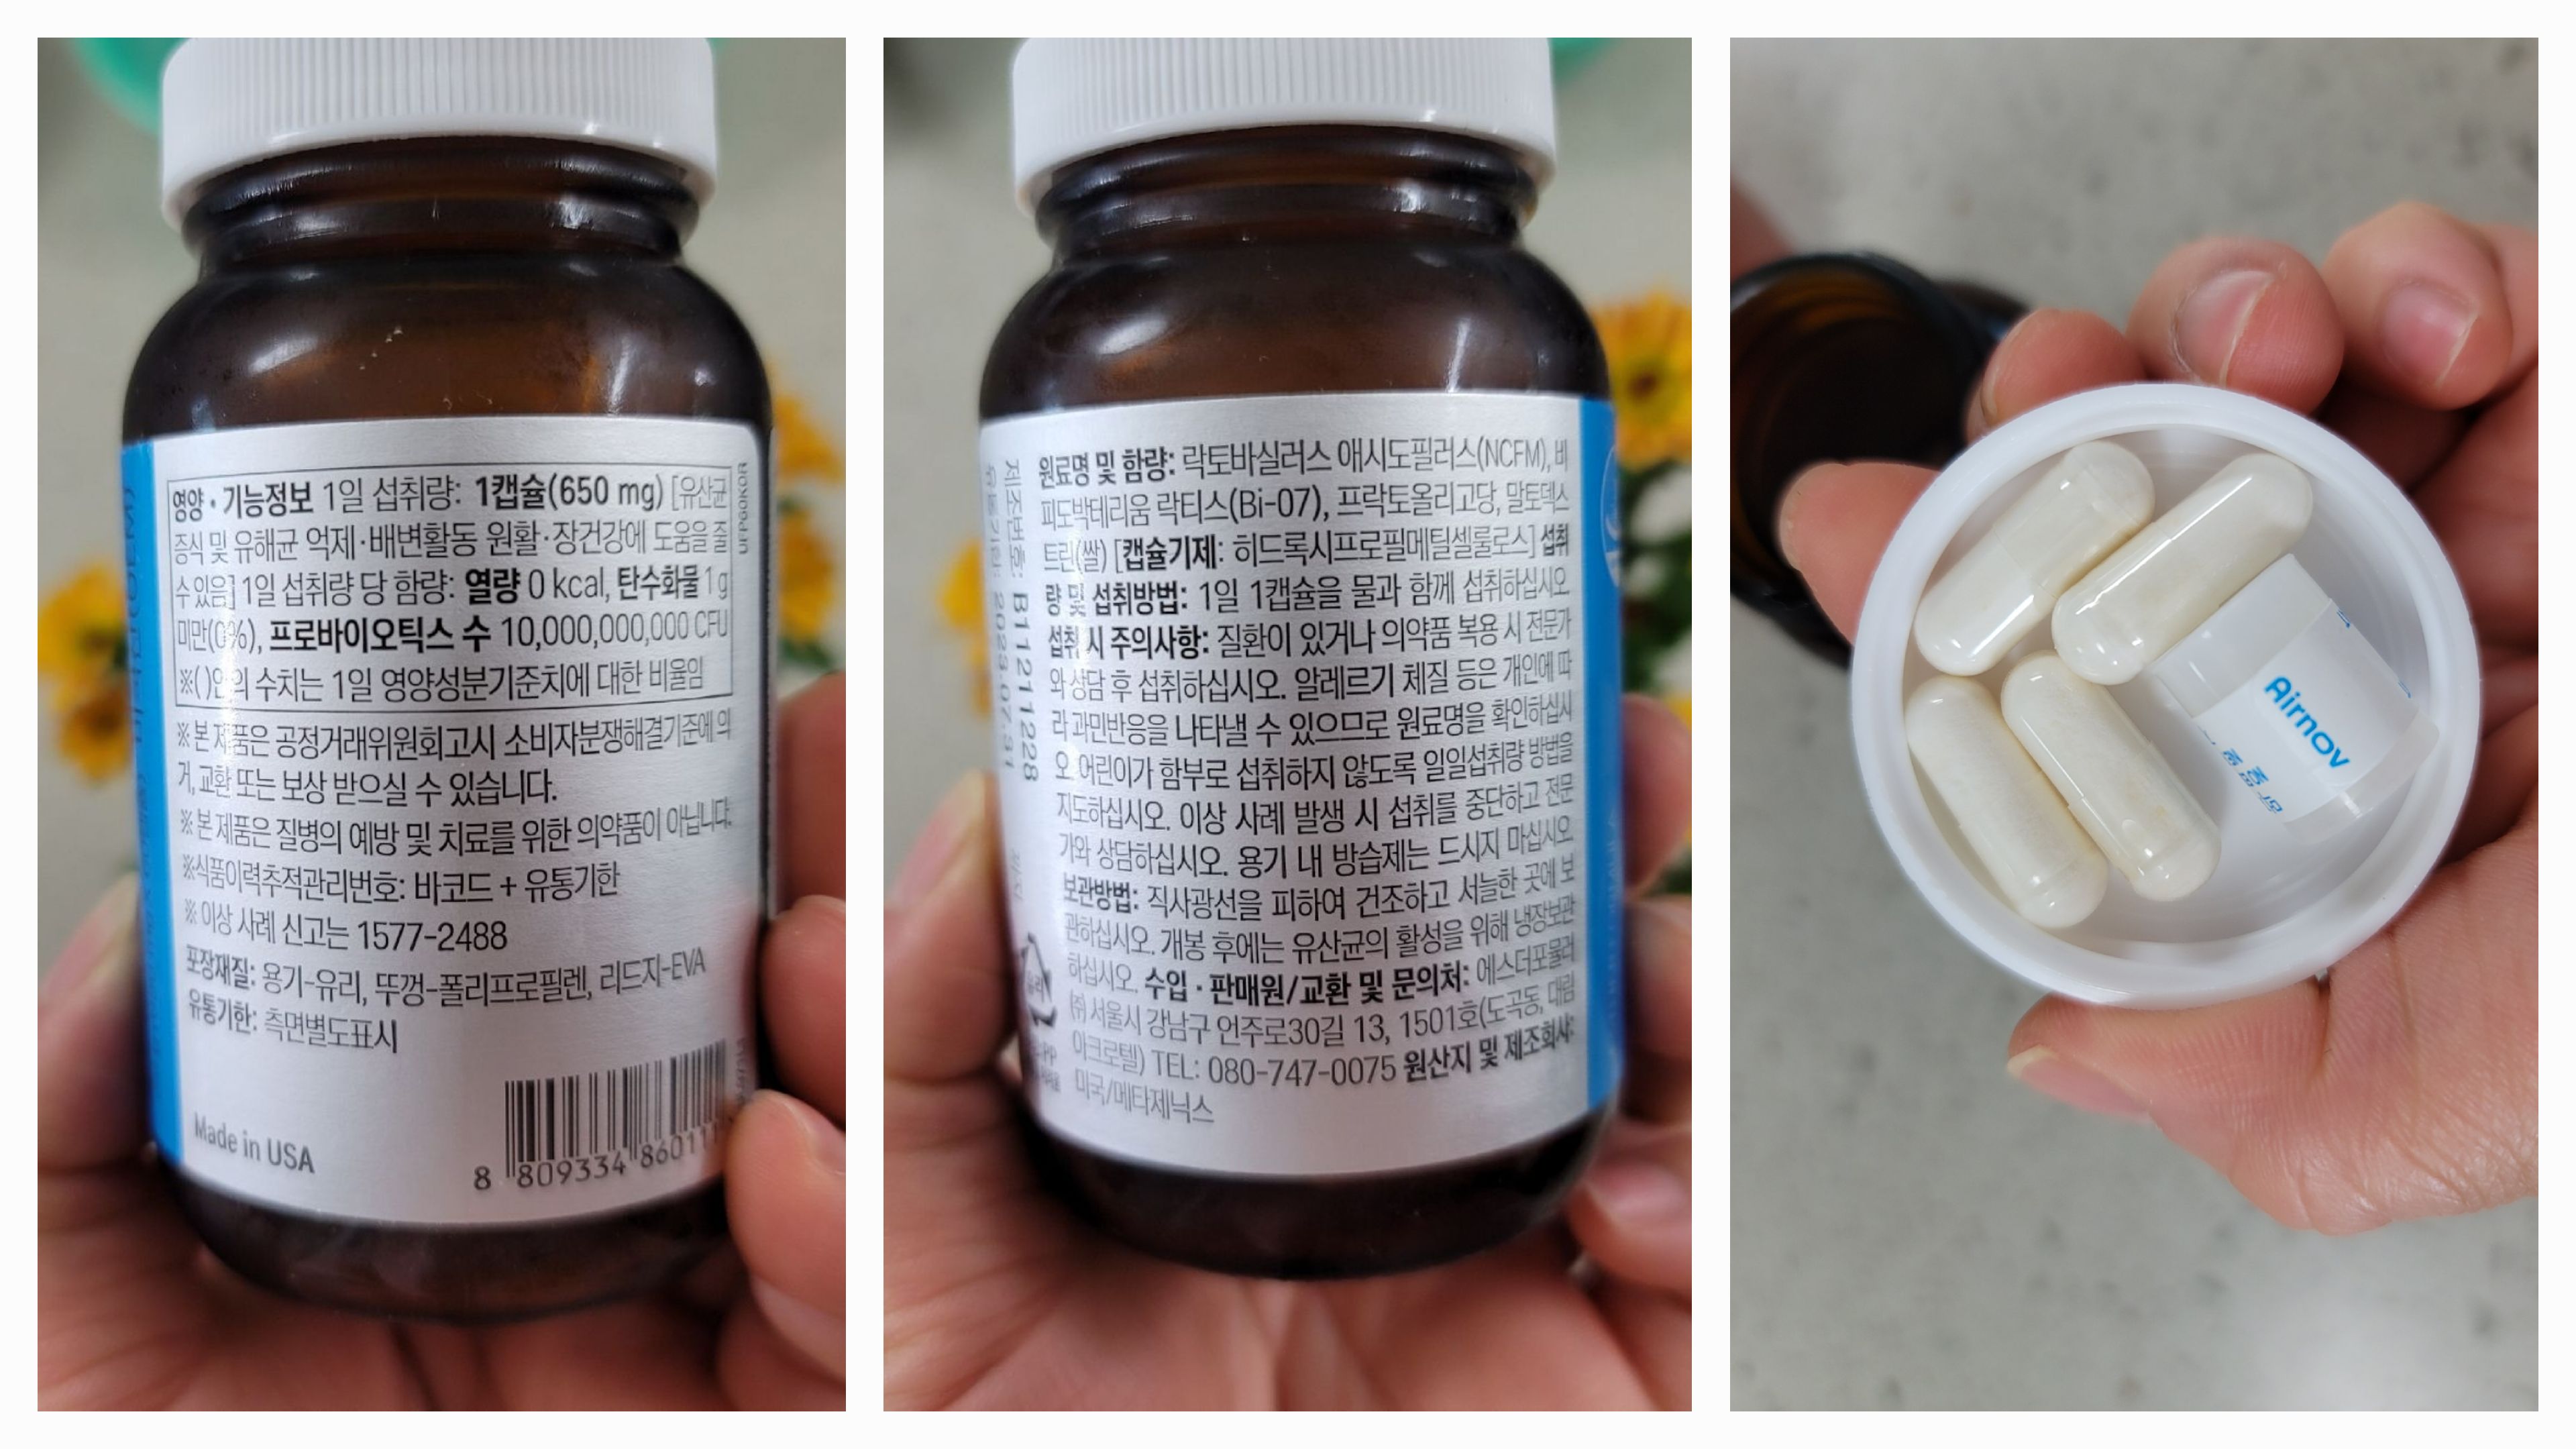 영양·기능정보 1일 섭취량: 1캡슐(650 mg) [유산균
증식 및 유해균 억제·배변활동 원활·장건강에 도움을 줄
수 있음] 1일 섭취량 당 함량: 열량 0 kcal, 탄수화물 1 g
미만(0%), 프로바이오틱스 수 10,000,000,000 CFU
※( )안의 수치는 1일 영양성분기준치에 대한 비율임
※ 본 제품은 공정거래위원회고시 소비자분쟁해결기준에 의
거, 교환 또는 보상 받으실 수 있습니다.
※ 본 제품은 질병의 예방 및 치료를 위한 의약품이 아닙니다.
※식품이력추적관리번호: 바코드 + 유통기한
※ 이상 사례 신고는 1577-2488
포장재질: 용기-유리, 뚜껑-폴리프로필렌, 리드지-EVA
유통기한: 측면별도표시
Made in USA
8 809334 8601
원료명 및 함량: 락토바실러스 애시도필러스(NCFM), 비
피도박테리움 락티스(Bi-07), 프락토올리고당, 말토덱스
트린(쌀) [캡슐기제: 히드록시프로필메틸셀룰로스] 섭취
량 및 섭취방법: 1일 1캡슐을 물과 함께 섭취하십시오.
섭취 시 주의사항: 질환이 있거나 의약품 복용 시 전문가
와 상담 후 섭취하십시오. 알레르기 체질 등은 개인에 따
라 과민반응을 나타낼 수 있으므로 원료명을 확인하십시
오. 어린이가 함부로 섭취하지 않도록 일일섭취량 방법을
지도하십시오. 이상 사례 발생 시 섭취를 중단하고 전문
가와 상담하십시오. 용기 내 방습제는 드시지 마십시오.
보관방법: 직사광선을 피하여 건조하고 서늘한 곳에 보
관하십시오. 개봉 후에는 유산균의 활성을 위해 냉장보관
하십시오. 수입·판매원/교환 및 문의처: 에스더포뮬러
㈜ 서울시 강남구 언주로30길 13, 1501호(도곡동, 대림
아크로텔) TEL: 080-747-0075 원산지 및 제조회사:
미국/메타제닉스
제조번호: B111211228
유통기한: 2023.07.31
Airnov